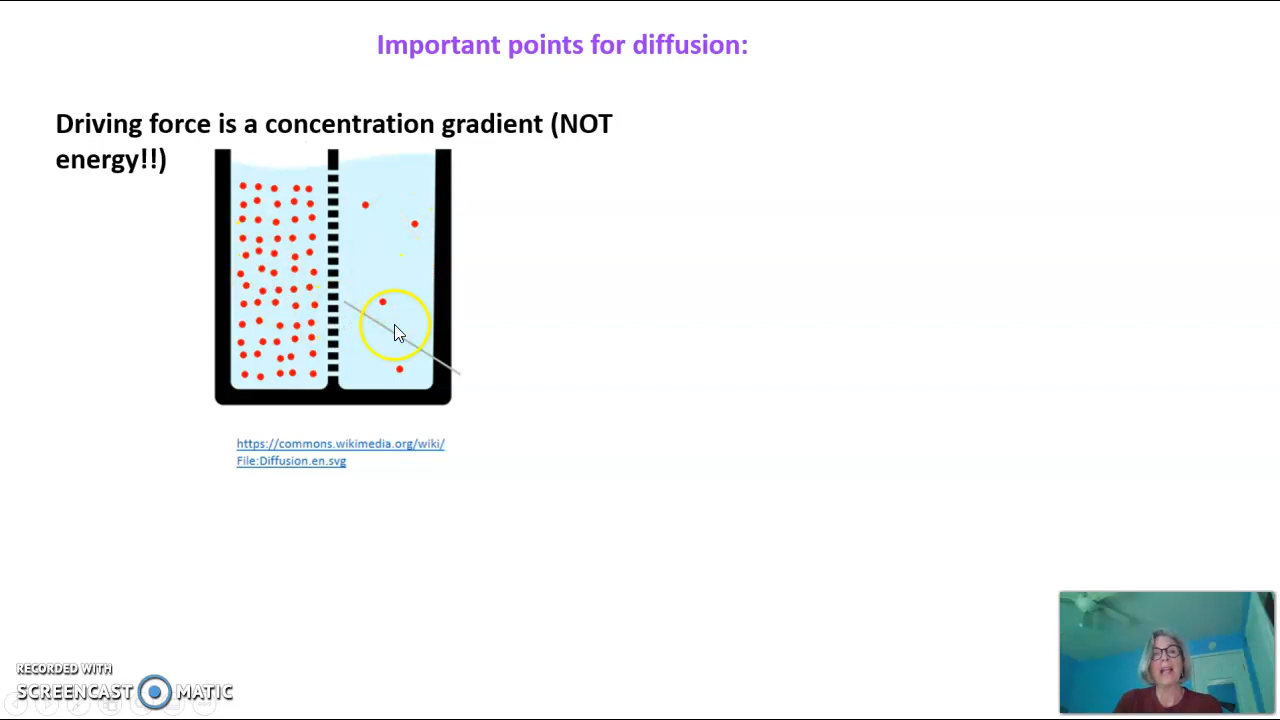 Important points for diffusion:
Driving force is a concentration gradient (NOT
energy!!)
https://commons.wikimedia.org/wiki/
File:Diffusion.en.svg
RECORDED WITH
SCREENCAST MATIC